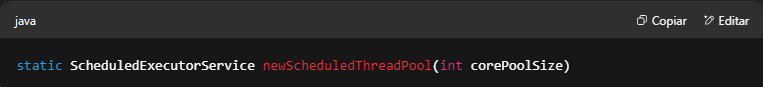 java
Copiar
Editar
static ScheduledExecutorService newScheduledThreadPool(int corePoolSize)